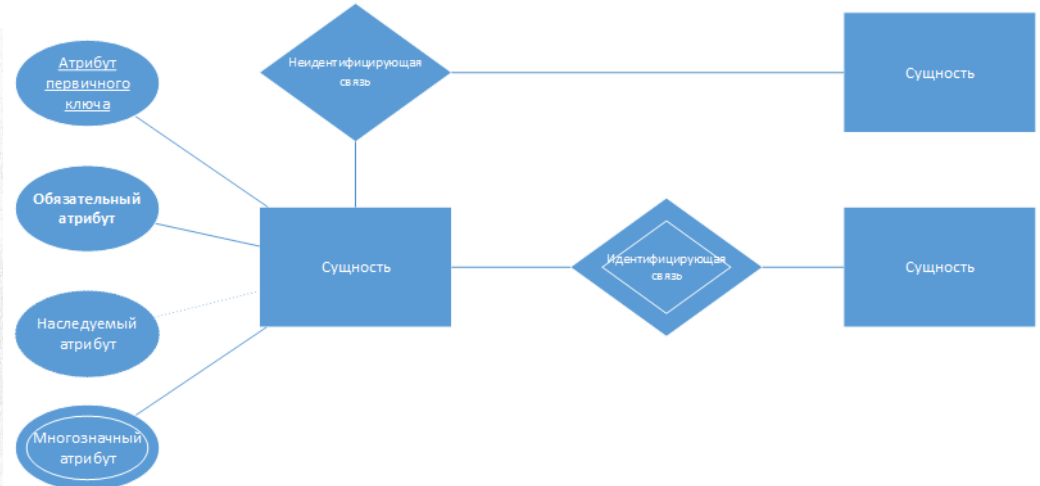 Атрибут
первичного
ключа
Неидентифицирующая
связь
Сущность
Обязательный
атрибут
Сущность
Идентифицирующая
связь
Сущность
Наследуемый
атрибут
Многозначный
атрибут